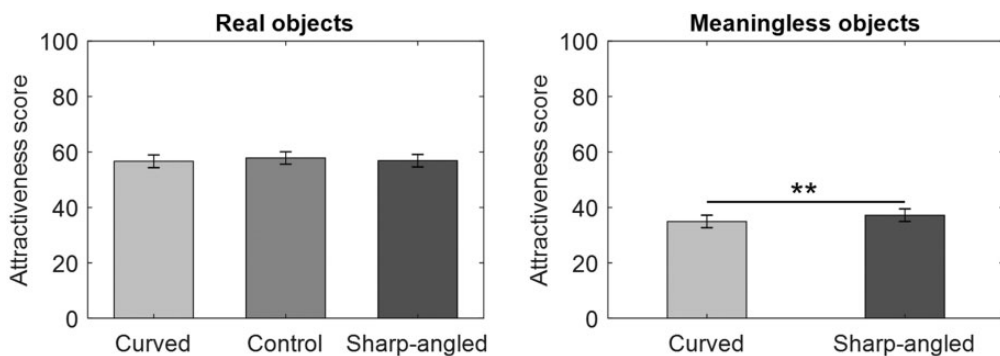 Real objects
Attractiveness score
100
80
60
40
20
0
Curved Control Sharp-angled
Meaningless objects
Attractiveness score
100
80
60
40
20
0
**
Curved Sharp-angled